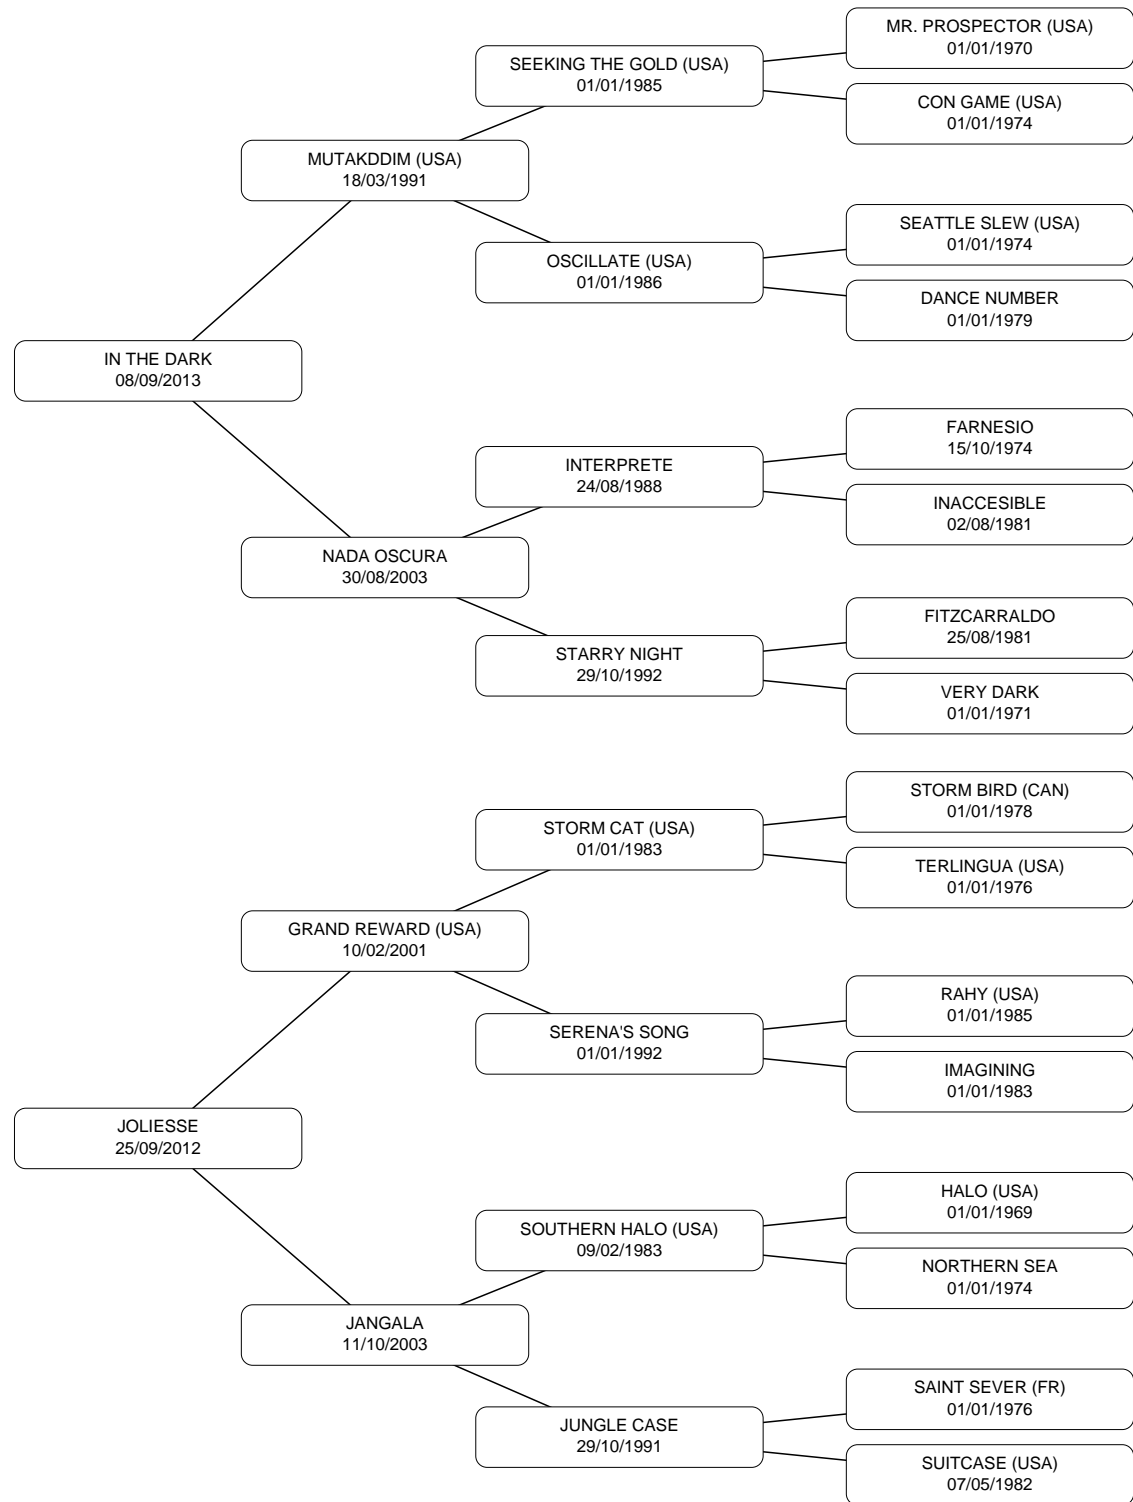 MR. PROSPECTOR (USA)
01/01/1970
SEEKING THE GOLD (USA)
01/01/1985
CON GAME (USA)
01/01/1974
MUTAKDDIM (USA)
18/03/1991
SEATTLE SLEW (USA)
01/01/1974
OSCILLATE (USA)
01/01/1986
DANCE NUMBER
01/01/1979
IN THE DARK
08/09/2013
FARNESIO
15/10/1974
INTERPRETE
24/08/1988
INACCESIBLE
02/08/1981
NADA OSCURA
30/08/2003
FITZCARRALDO
25/08/1981
STARRY NIGHT
29/10/1992
VERY DARK
01/01/1971
STORM BIRD (CAN)
01/01/1978
STORM CAT (USA)
01/01/1983
TERLINGUA (USA)
01/01/1976
GRAND REWARD (USA)
10/02/2001
RAHY (USA)
01/01/1985
SERENA'S SONG
01/01/1992
IMAGINING
01/01/1983
JOLIESSE
25/09/2012
HALO (USA)
01/01/1969
SOUTHERN HALO (USA)
09/02/1983
NORTHERN SEA
01/01/1974
JANGALA
11/10/2003
SAINT SEVER (FR)
01/01/1976
JUNGLE CASE
29/10/1991
SUITCASE (USA)
07/05/1982